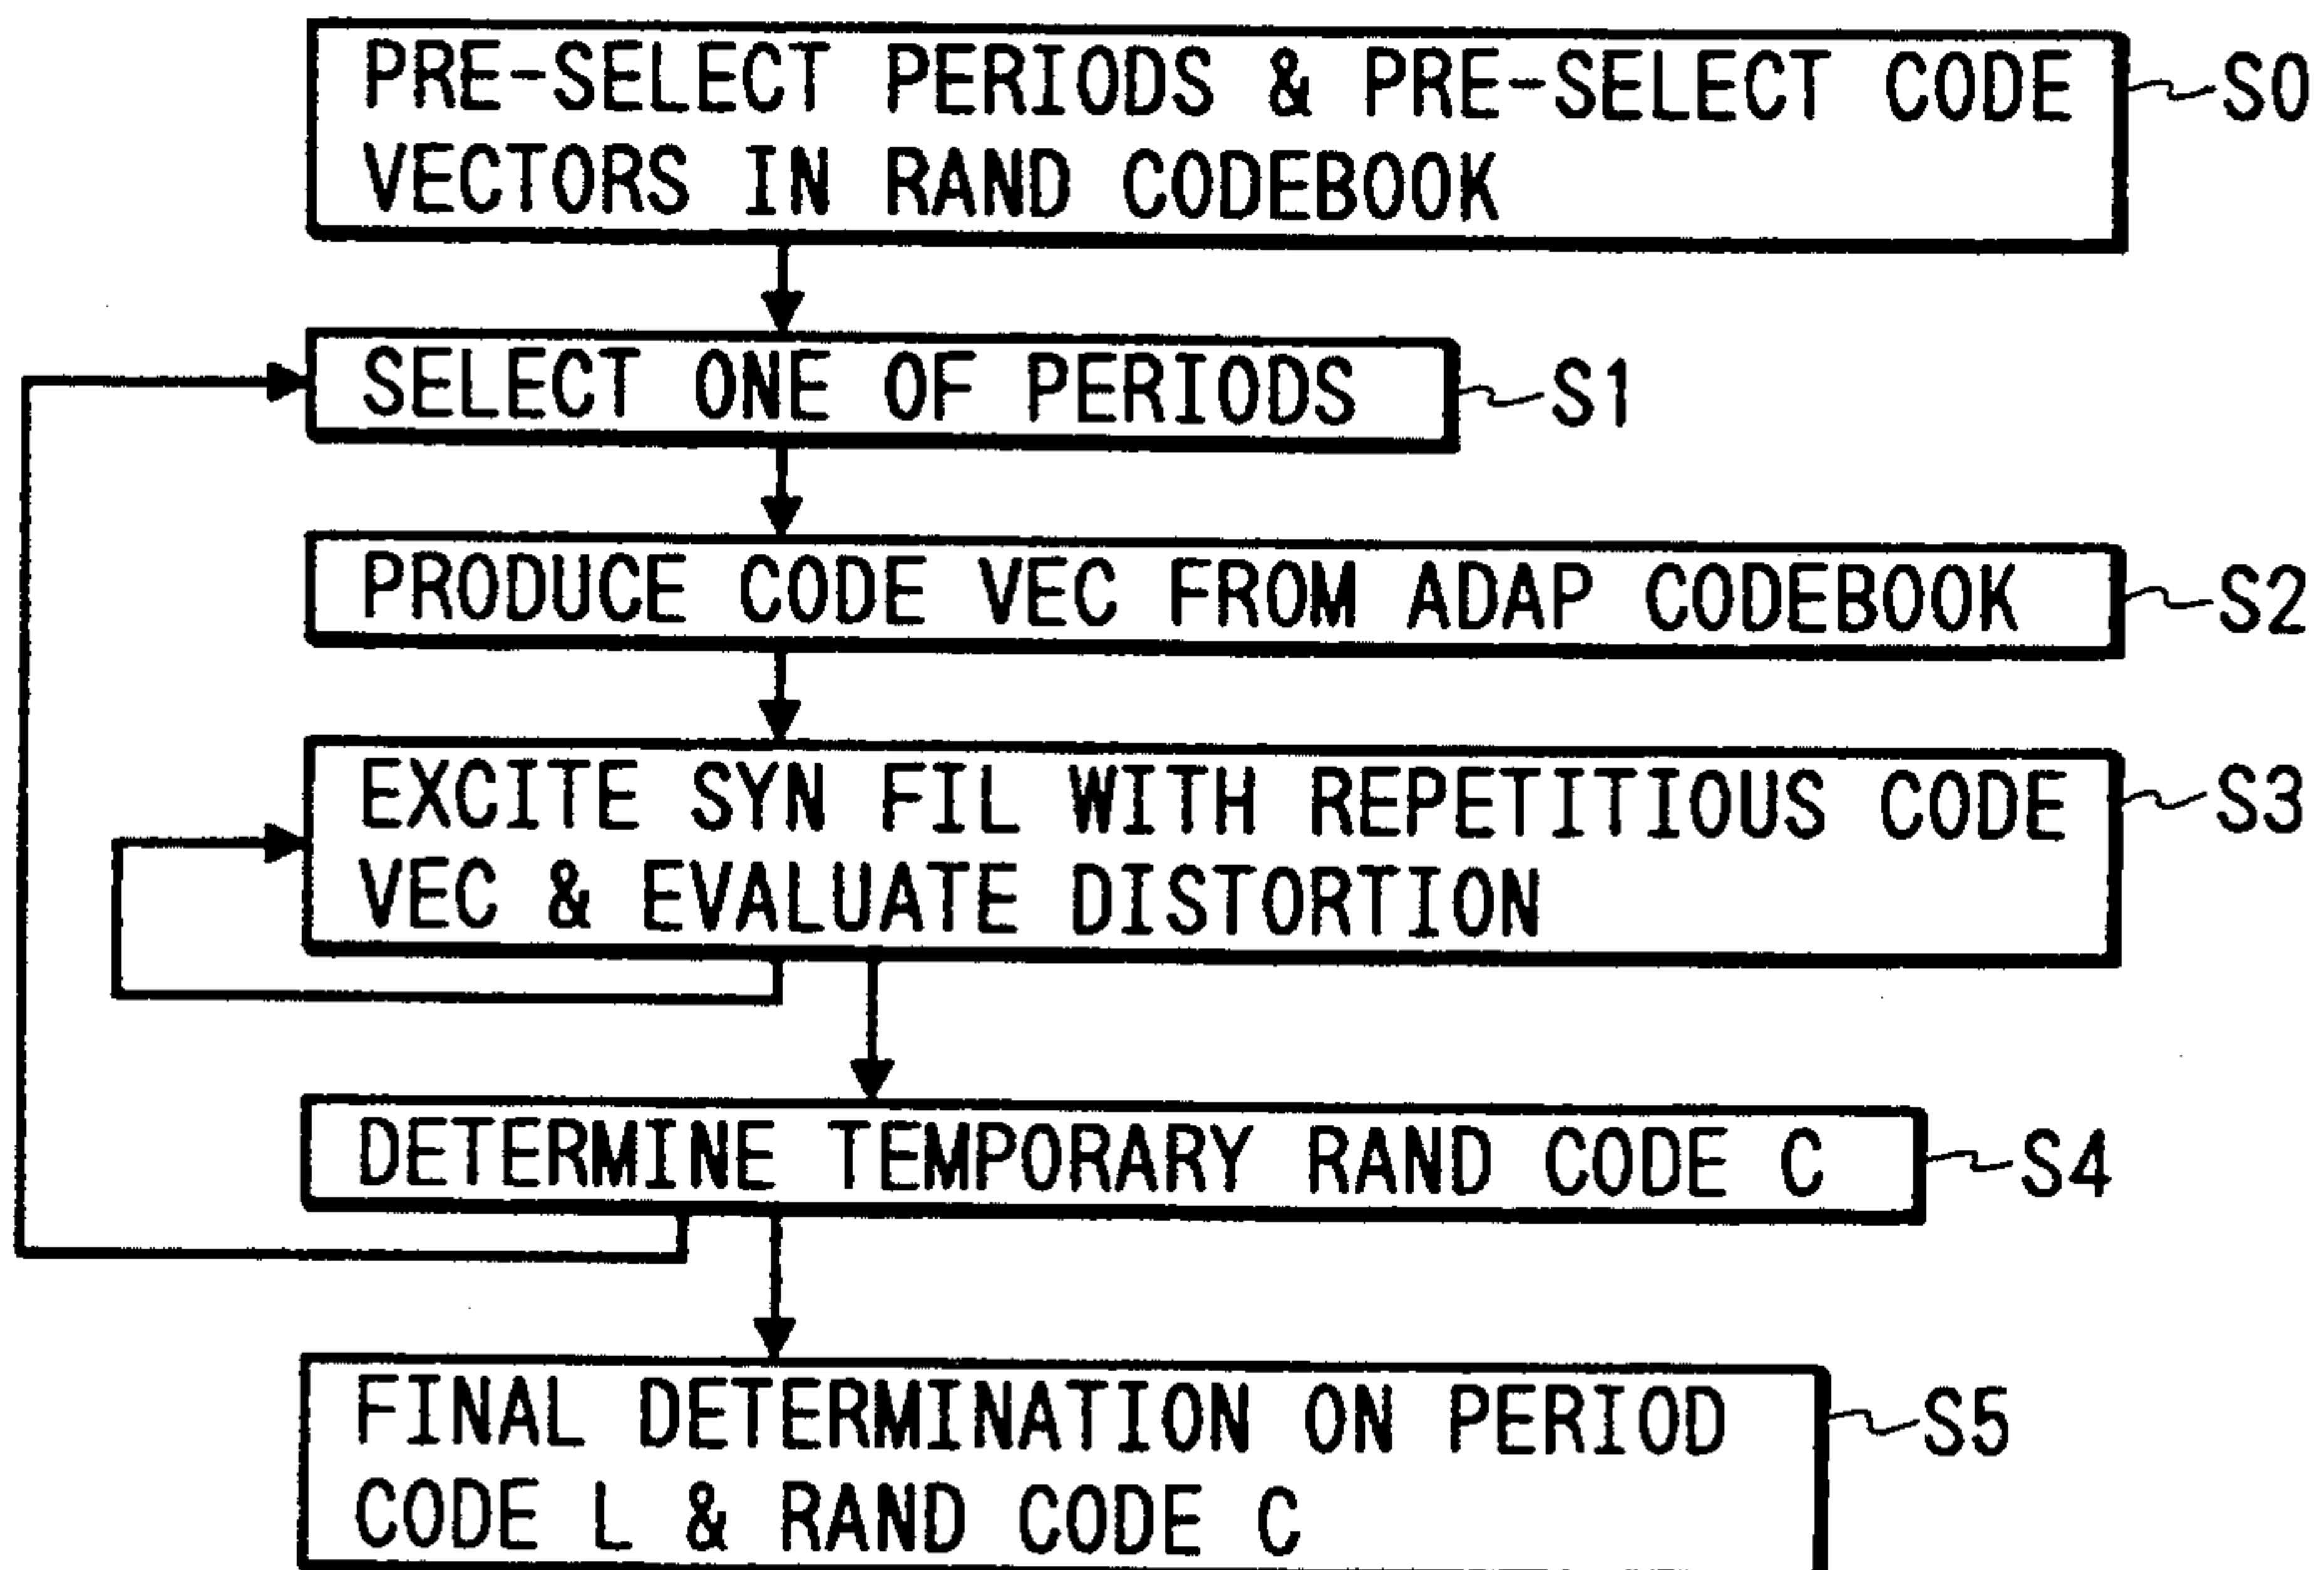 PRE-SELECT PERIODS & PRE-SELECT CODE
VECTORS IN RAND CODEBOOK
S0
SELECT ONE OF PERIODS
S1
PRODUCE CODE VEC FROM ADAP CODEBOOK
S2
EXCITE SYN FIL WITH REPETITIOUS CODE
VEC & EVALUATE DISTORTION
S3
DETERMINE TEMPORARY RAND CODE C
S4
FINAL DETERMINATION ON PERIOD
CODE L & RAND CODE C
S5